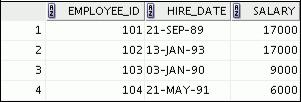 EMPLOYEE_ID HIRE_DATE SALARY
1 101 21-SEP-89 17000
2 102 13-JAN-93 17000
3 103 03-JAN-90 9000
4 104 21-MAY-91 6000